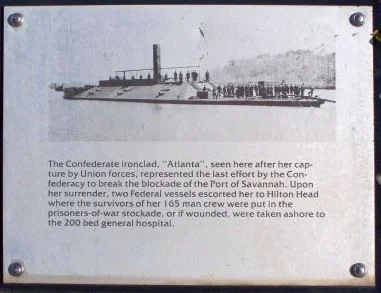 The Confederate ironclad, "Atlanta", seen here after her cap-
ture by Union forces, represented the last effort by the Con-
federacy to break the blockade of the Port of Savannah. Upon
her surrender, two Federal vessels escorted her to Hilton Head
where the survivors of her 165 man crew were put in the
prisoners-of-war stockade, or if wounded, were taken ashore to
the 200 bed general hospital.